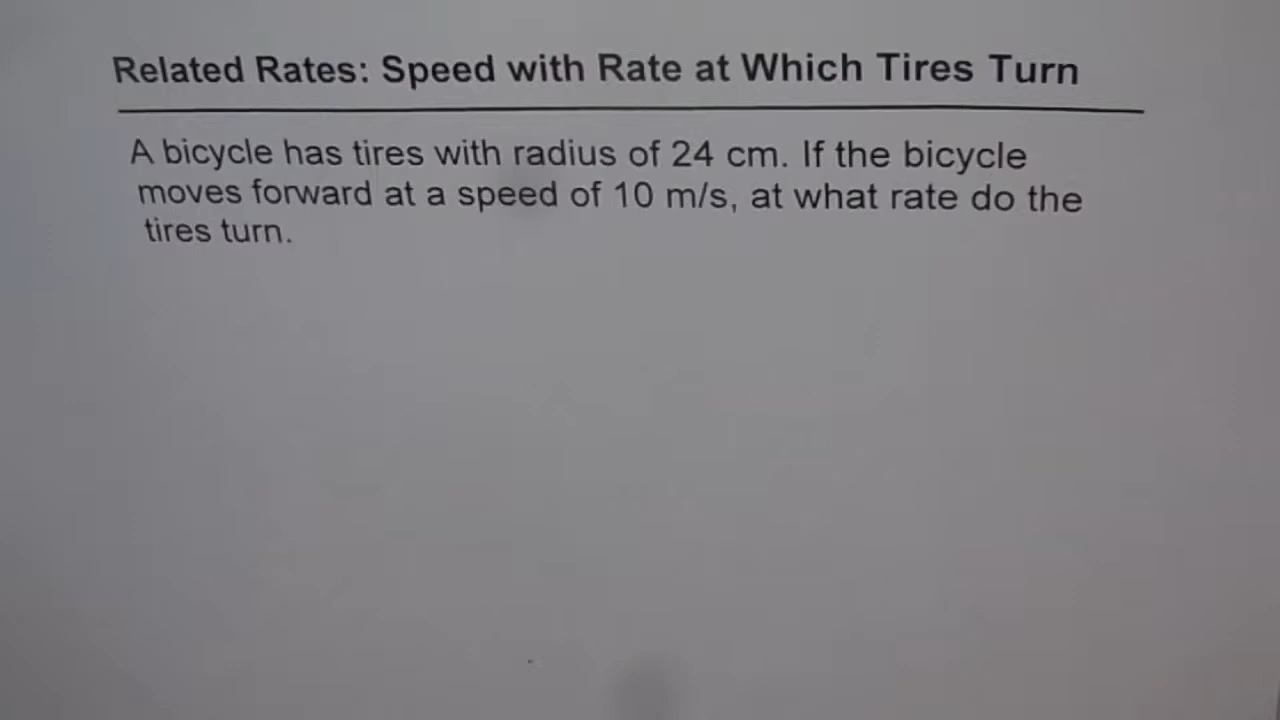 Related Rates: Speed with Rate at Which Tires Turn
A bicycle has tires with radius of 24 cm. If the bicycle
moves forward at a speed of 10 m/s, at what rate do the
tires turn.